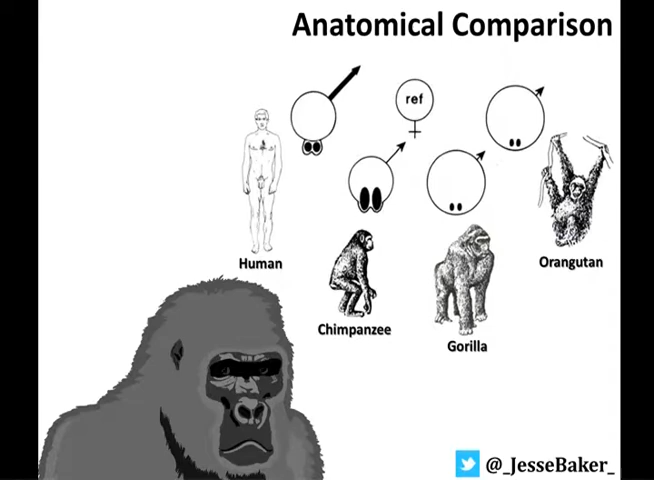 Anatomical Comparison
ref
Human
Orangutan
Chimpanzee
Gorilla
@_JesseBaker_